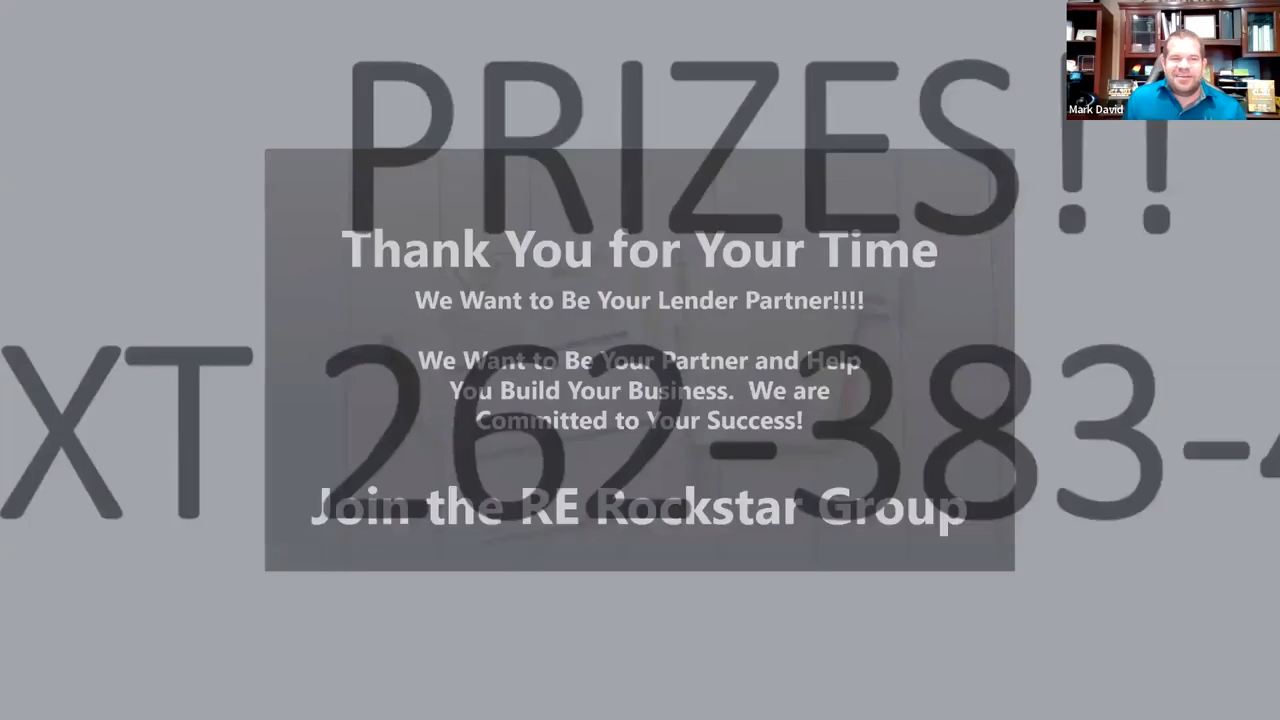 PRIZES!!
Mark David
Thank You for Your Time
We Want to Be Your Lender Partner!!!!
We Want to Be Your Partner and Help
You Build Your Business. We are
Committed to Your Success!
XT 262-383-4
Join the RE Rockstar Group